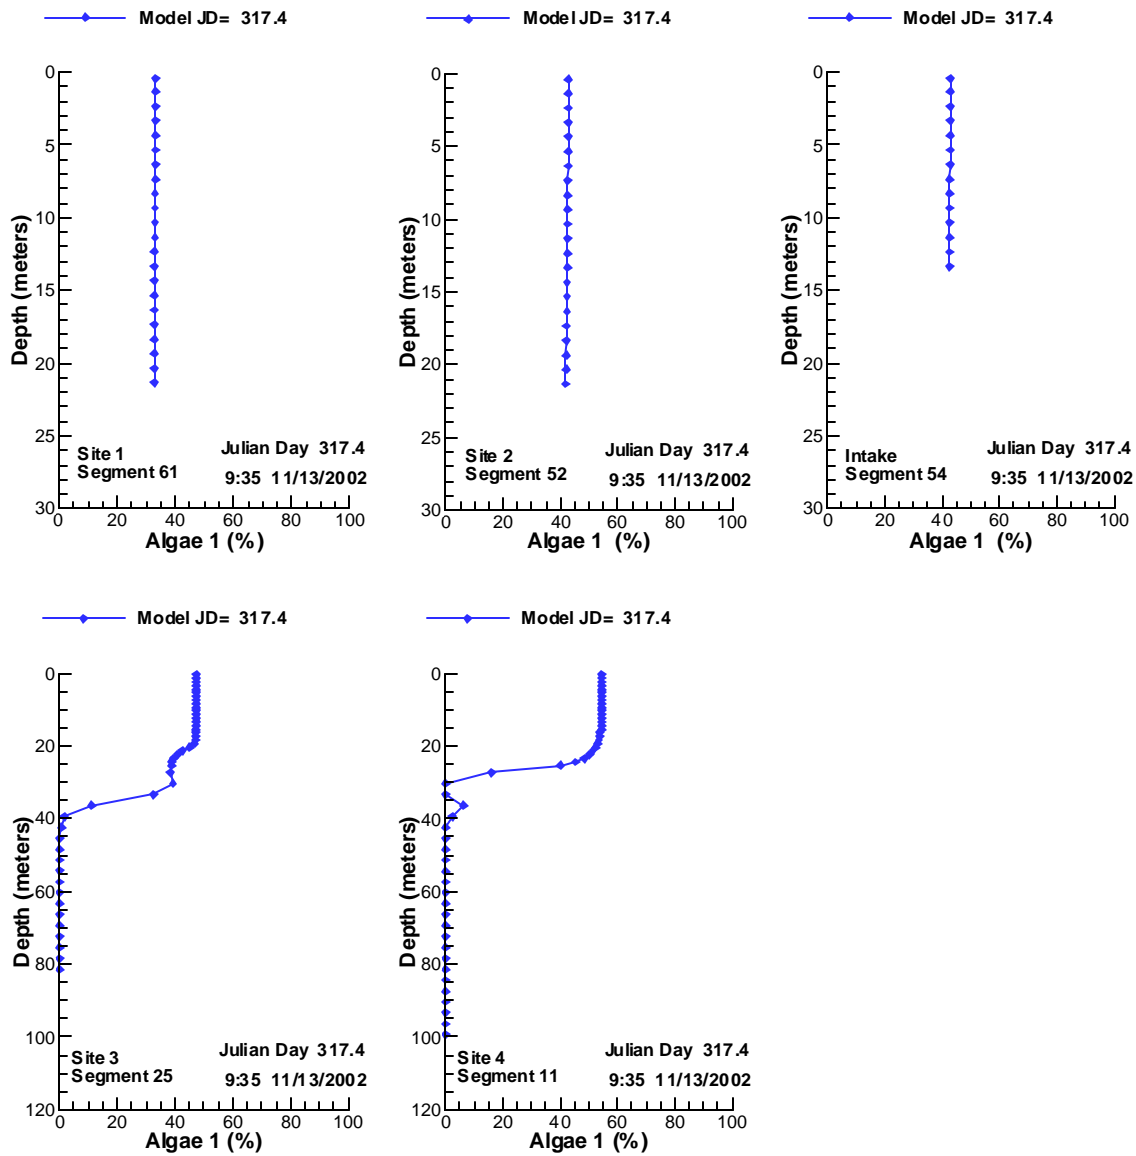 Model JD= 317.4
Model JD= 317.4
Model JD= 317.4
0
5
10
15
20
25
30
Depth (meters)
Site 1
Segment 61
Julian Day 317.4
9:35 11/13/2002
0 20 40 60 80 100
Algae 1 (%)
0
5
10
15
20
25
30
Depth (meters)
Site 2
Segment 52
Julian Day 317.4
9:35 11/13/2002
0 20 40 60 80 100
Algae 1 (%)
0
5
10
15
20
25
30
Depth (meters)
Intake
Segment 54
Julian Day 317.4
9:35 11/13/2002
0 20 40 60 80 100
Algae 1 (%)
Model JD= 317.4
Model JD= 317.4
0
20
40
60
80
100
120
Depth (meters)
Site 3
Segment 25
Julian Day 317.4
9:35 11/13/2002
0 20 40 60 80 100
Algae 1 (%)
0
20
40
60
80
100
120
Depth (meters)
Site 4
Segment 11
Julian Day 317.4
9:35 11/13/2002
0 20 40 60 80 100
Algae 1 (%)